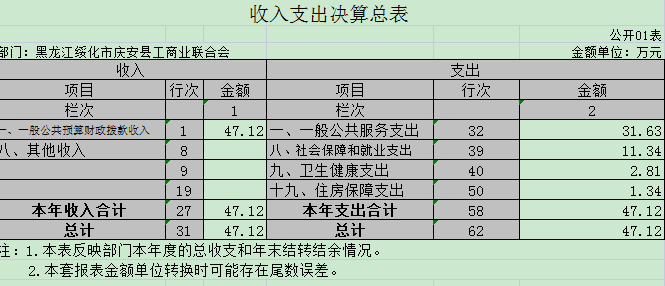 收入支出决算总表
公开01表
部门：黑龙江绥化市庆安县工商业联合会 金额单位：万元
收入 支出
项目 行次 金额 项目 行次 金额
栏次 1 栏次 2
一、一般公共预算财政拨款收入 1 47.12 一、一般公共服务支出 32 31.63
八、其他收入 8 八、社会保障和就业支出 39 11.34
9 九、卫生健康支出 40 2.81
19 十九、住房保障支出 50 1.34
本年收入合计 27 47.12 本年支出合计 58 47.12
总计 31 47.12 总计 62 47.12
注：1.本表反映部门本年度的总收支和年末结转结余情况。
2.本套报表金额单位转换时可能存在尾数误差。